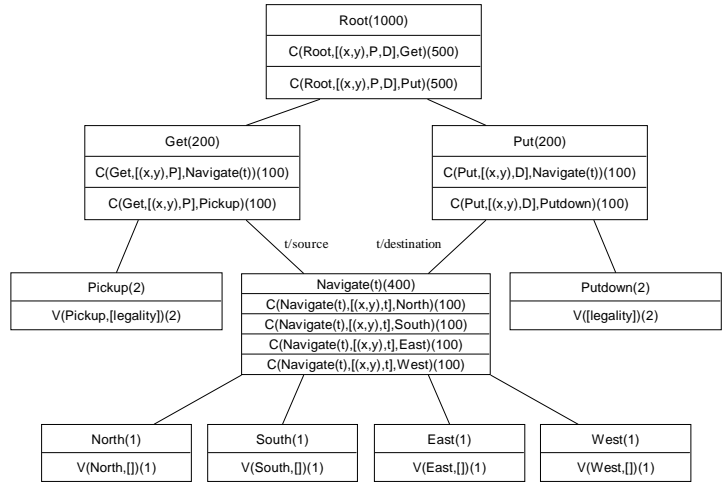 Root(1000)
C(Root,[(x,y),P,D],Get)(500)
C(Root,[(x,y),P,D],Put)(500)
Get(200)
C(Get,[(x,y),P],Navigate(t))(100)
C(Get,[(x,y),P],Pickup)(100)
Put(200)
C(Put,[(x,y),D],Navigate(t))(100)
C(Put,[(x,y),D],Putdown)(100)
t/source
t/destination
Pickup(2)
V(Pickup,[legality])(2)
Navigate(t)(400)
C(Navigate(t),[(x,y),t],North)(100)
C(Navigate(t),[(x,y),t],South)(100)
C(Navigate(t),[(x,y),t],East)(100)
C(Navigate(t),[(x,y),t],West)(100)
Putdown(2)
V([legality])(2)
North(1)
V(North,[])(1)
South(1)
V(South,[])(1)
East(1)
V(East,[])(1)
West(1)
V(West,[])(1)